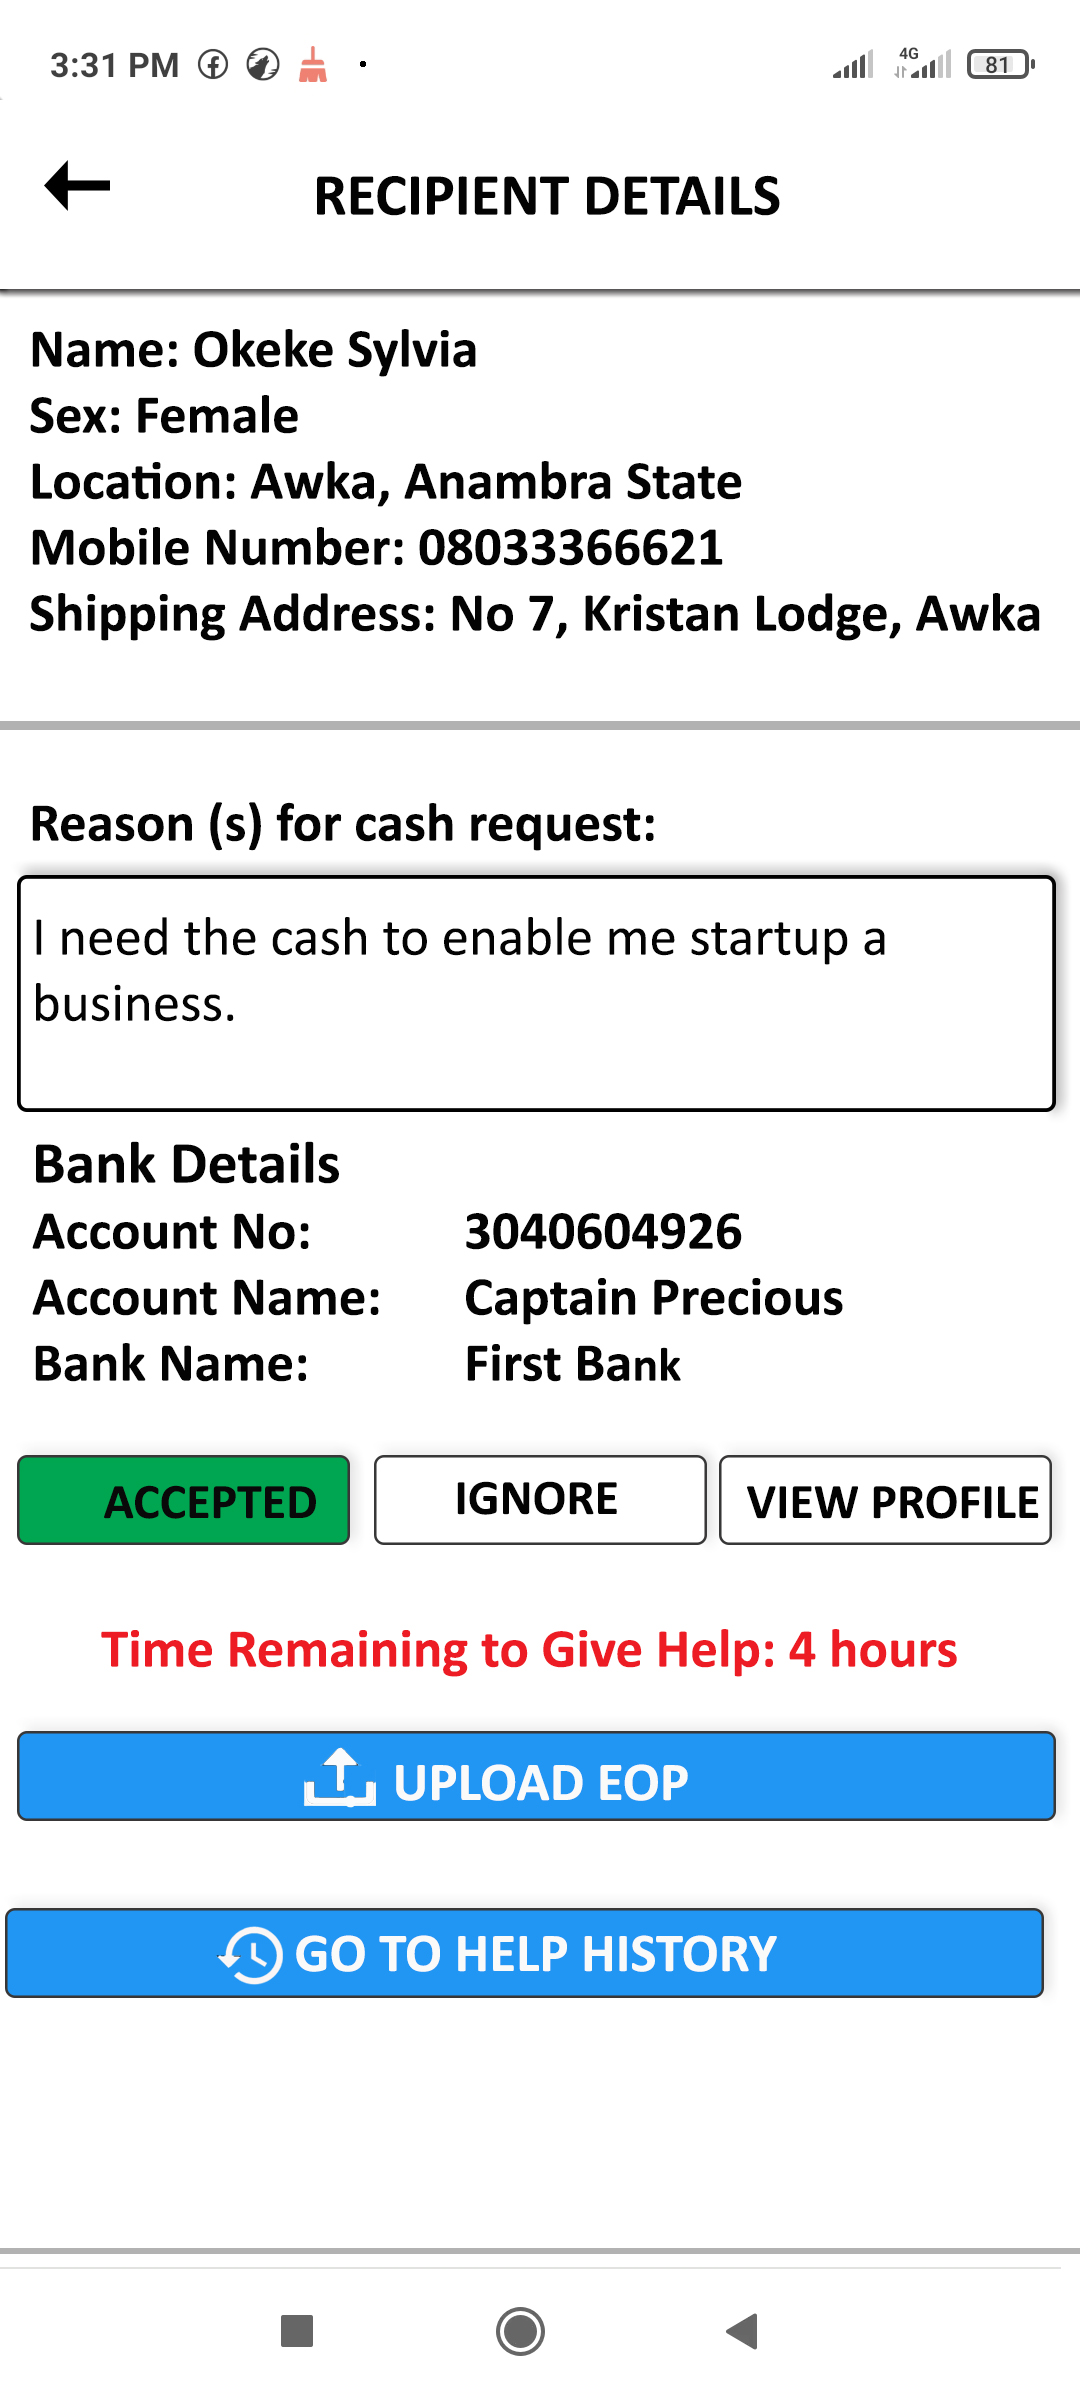 3:31 PM
4G
81
RECIPIENT DETAILS
Name: Okeke Sylvia
Sex: Female
Location: Awka, Anambra State
Mobile Number: 08033366621
Shipping Address: No 7, Kristan Lodge, Awka
Reason (s) for cash request:
I need the cash to enable me startup a
business.
Bank Details
Account No: 3040604926
Account Name: Captain Precious
Bank Name: First Bank
ACCEPTED
IGNORE
VIEW PROFILE
Time Remaining to Give Help: 4 hours
UPLOAD EOP
GO TO HELP HISTORY